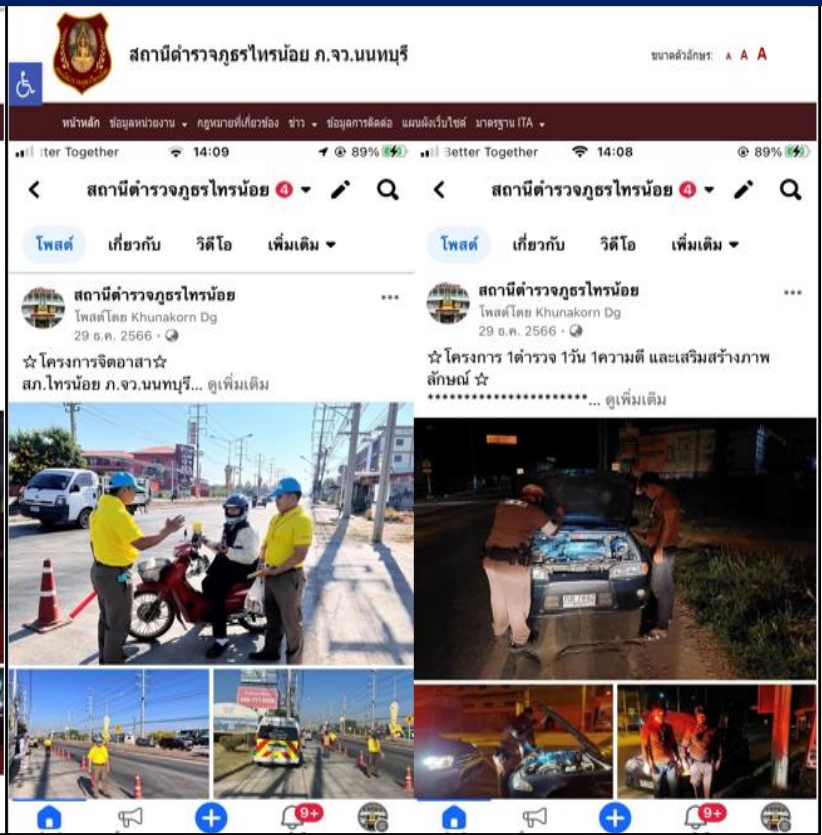 สถานีตำรวจภูธรไทรน้อย ภ.จว.นนทบุรี
ขนาดตัวอักษร: A A A
หน้าหลัก ข้อมูลหน่วยงาน กฎหมายที่เกี่ยวข้อง ข่าว ข้อมูลการติดต่อ แผนผังเว็บไซต์ มาตรฐาน ITA
tter Together 14:09 89%
สถานีตำรวจภูธรไทรน้อย 4
โพสต์ เกี่ยวกับ วิดีโอ เพิ่มเติม
สถานีตำรวจภูธรไทรน้อย
โพสต์โดย Khunakorn Dg
29 ธ.ค. 2566 ·
☆โครงการจิตอาสา☆
สภ.ไทรน้อย ภ.จว.นนทบุรี... ดูเพิ่มเติม
9+
Better Together 14:08 89%
สถานีตำรวจภูธรไทรน้อย 4
โพสต์ เกี่ยวกับ วิดีโอ เพิ่มเติม
สถานีตำรวจภูธรไทรน้อย
โพสต์โดย Khunakorn Dg
29 ธ.ค. 2566 ·
☆โครงการ 1ตำรวจ 1วัน 1ความดี และเสริมสร้างภาพ
ลักษณ์ ☆
***********************... ดูเพิ่มเติม
9+